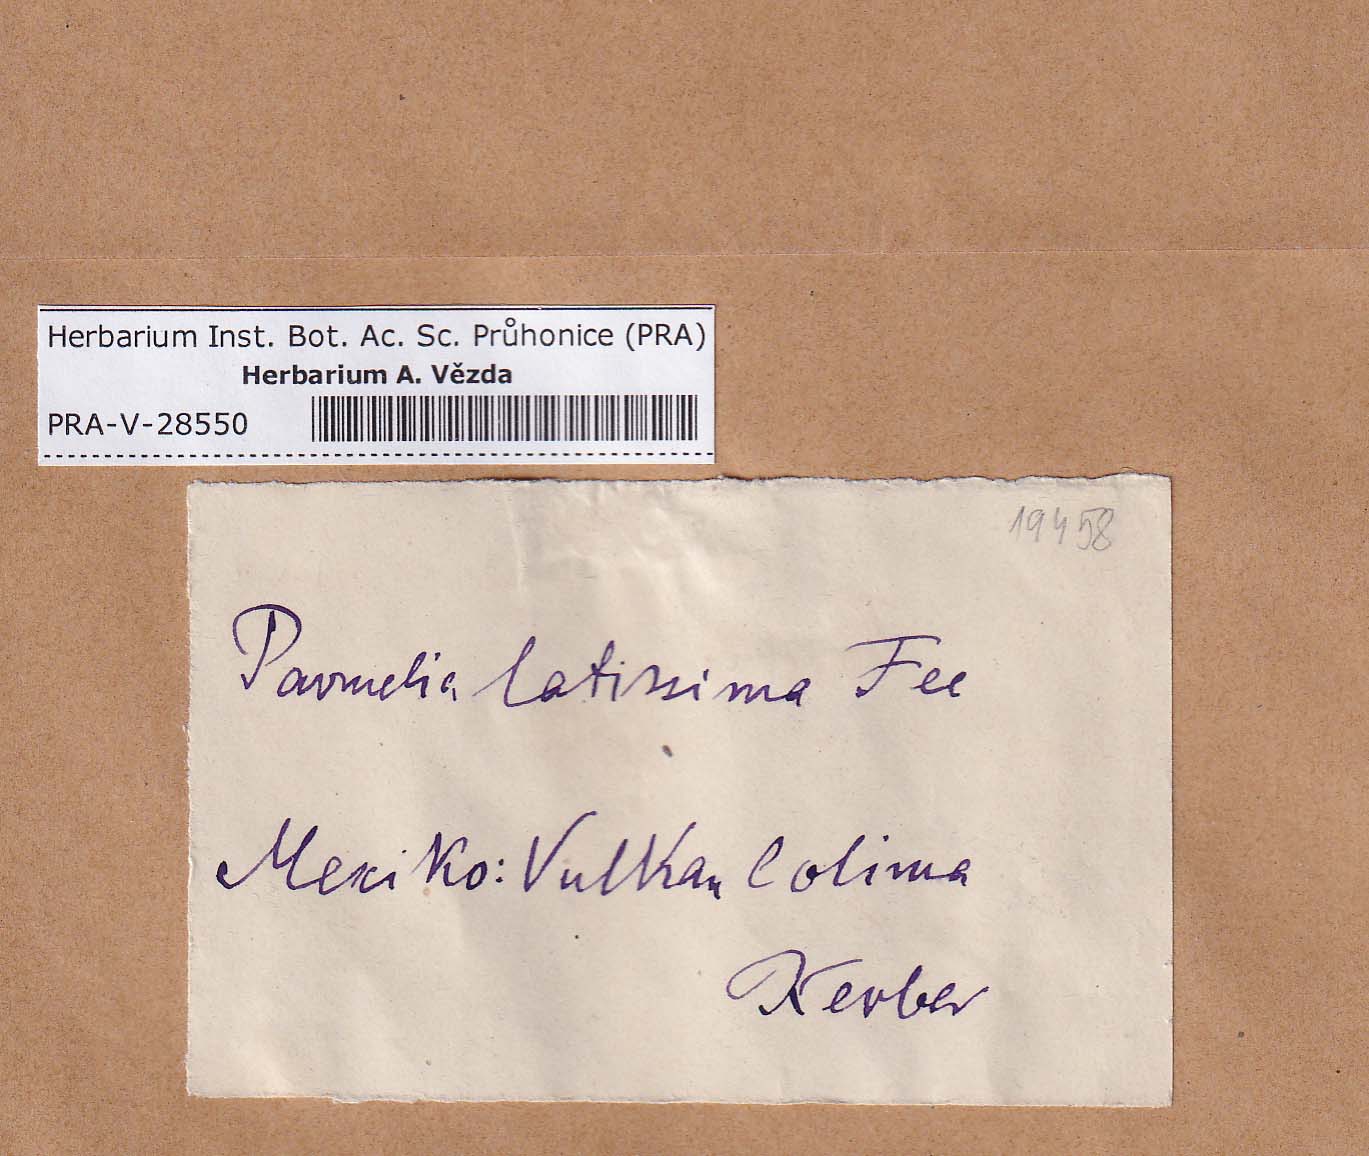 Herbarium Inst. Bot. Ac. Sc. Průhonice (PRA)
Herbarium A. Vězda
PRA-V-28550
19458
Parmelia latissima Fee
Mexiko: Vulkan Colima
Kerber